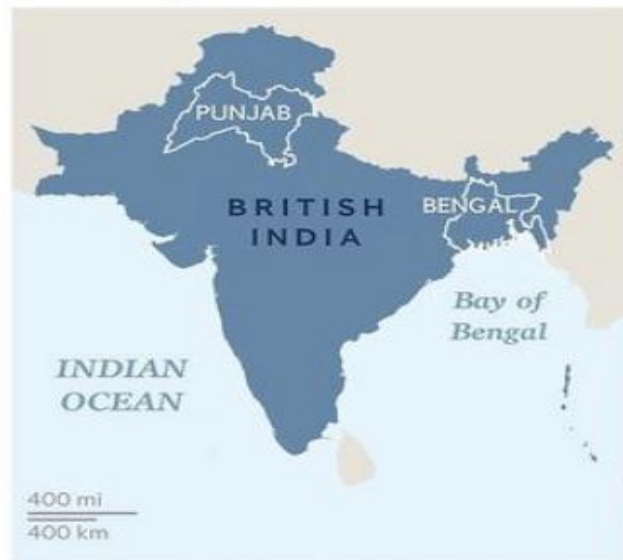 PUNJAB
BRITISH
INDIA
BENGAL
Bay of
Bengal
INDIAN
OCEAN
400 mi
400 km